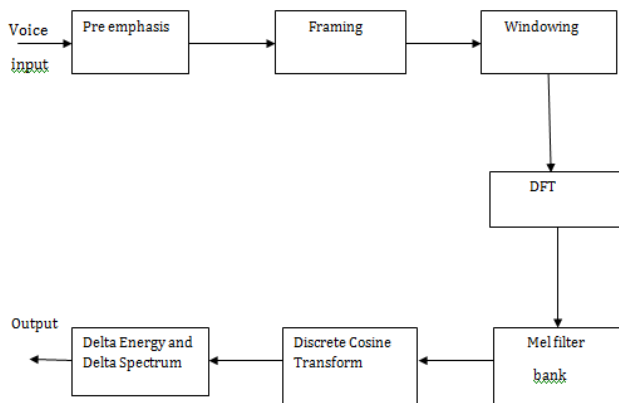 Voice
input
Pre emphasis
Framing
Windowing
DFT
Mel filter
bank
Discrete Cosine
Transform
Delta Energy and
Delta Spectrum
Output